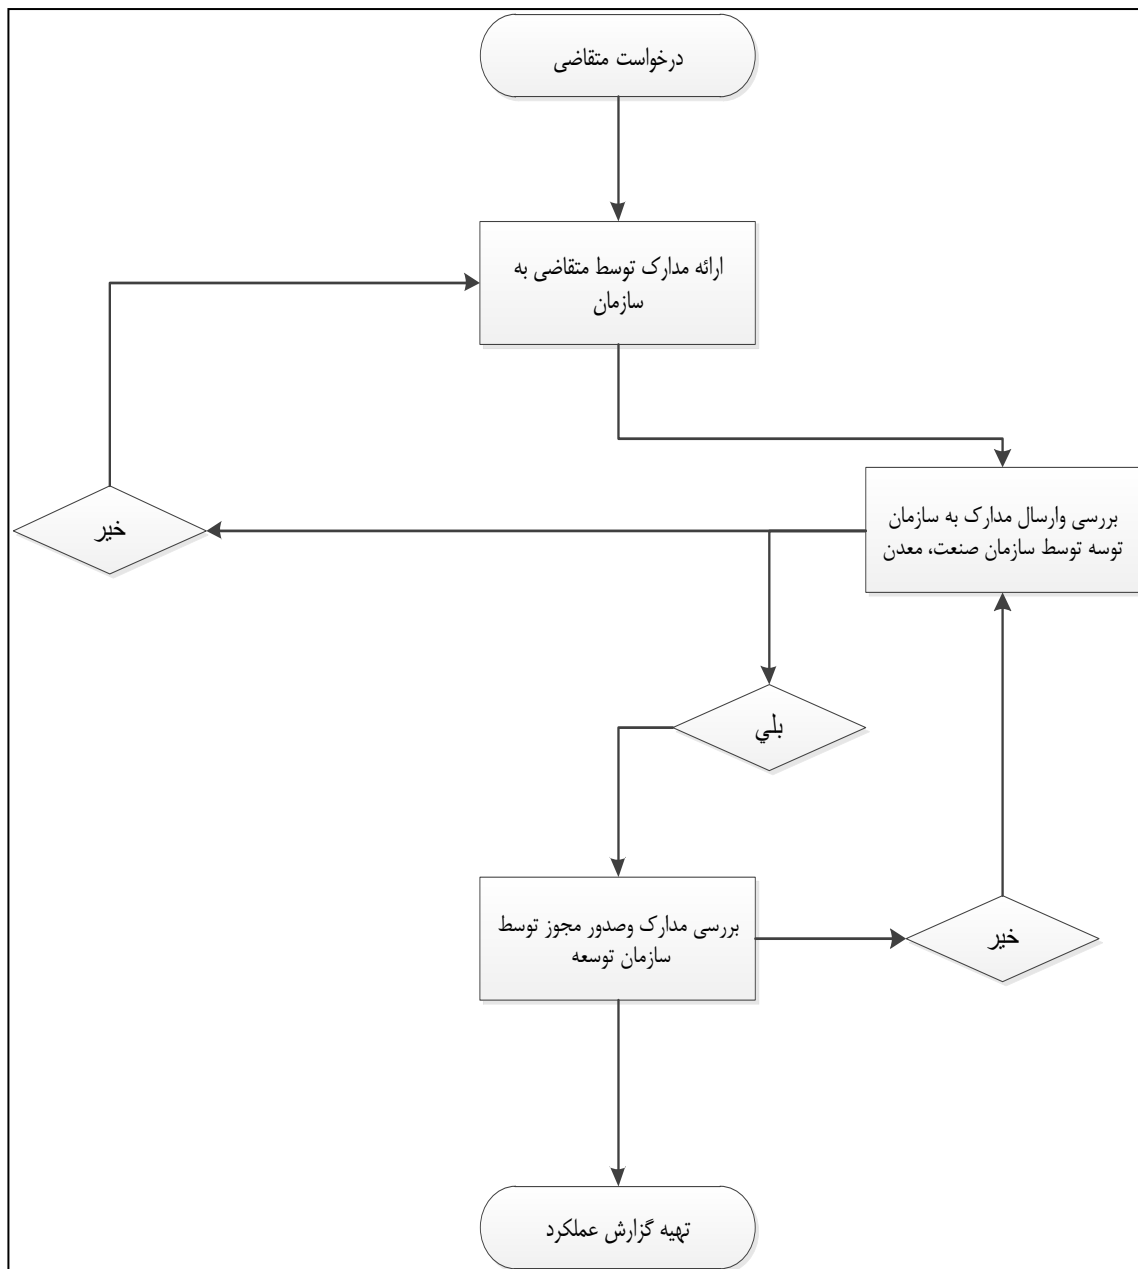 درخواست متقاضی
ارائه مدارک توسط متقاضی به
سازمان
بررسی وارسال مدارک به سازمان
توسه توسط سازمان صنعت، معدن
خیر
بلي
بررسی مدارک وصدور مجوز توسط
سازمان توسعه
خیر
تهیه گزارش عملکرد